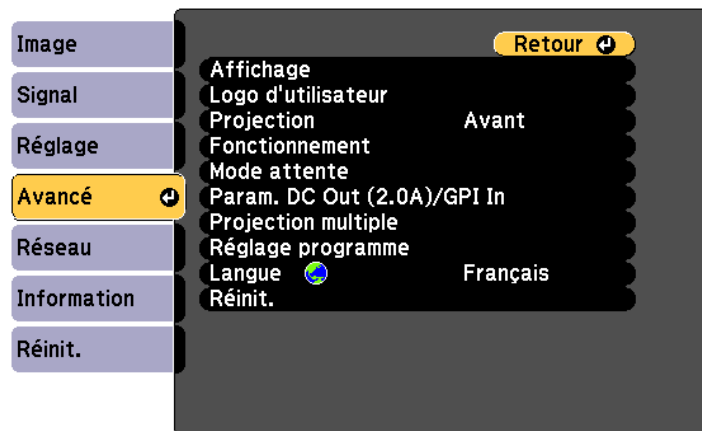 Image
Signal
Réglage
Avancé
Réseau
Information
Réinit.
Retour
Affichage
Logo d'utilisateur
Projection Avant
Fonctionnement
Mode attente
Param. DC Out (2.0A)/GPI In
Projection multiple
Réglage programme
Langue Français
Réinit.